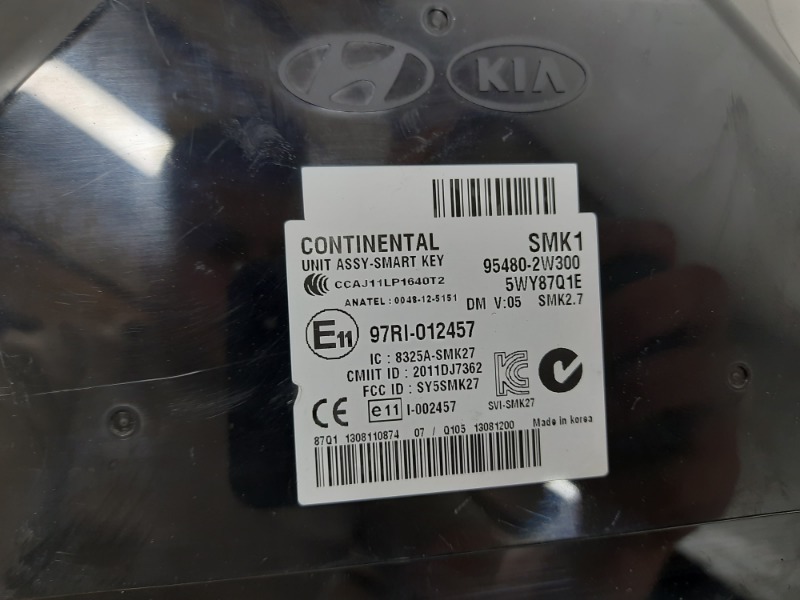 KIA
CONTINENTAL SMK1
UNIT ASSY-SMART KEY 95480-2W300
CCAJ11LP1640T2 5WY87Q1E
ANATEL : 0048-12-5151 DM V:05 SMK2.7
E11 97RI-012457
IC : 8325A-SMK27
CMIIT ID : 2011DJ7362
FCC ID : SY5SMK27
CE e11 I-002457 SVI-SMK27
Made in korea
87Q1 1308110874 07 / Q105 13081200